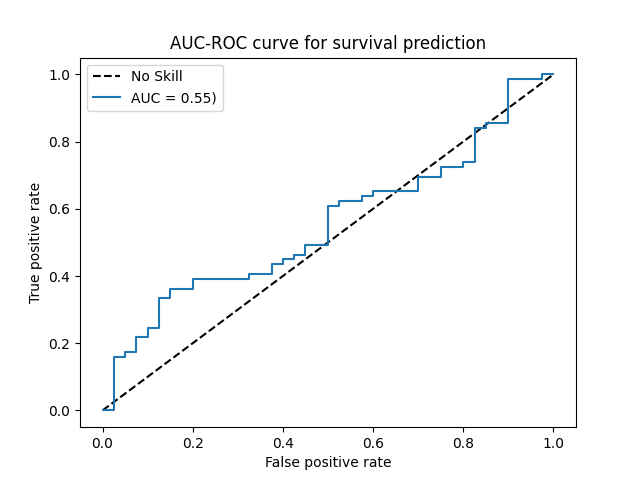 AUC-ROC curve for survival prediction
No Skill
AUC = 0.55)
True positive rate
1.0
0.8
0.6
0.4
0.2
0.0
0.0 0.2 0.4 0.6 0.8 1.0
False positive rate